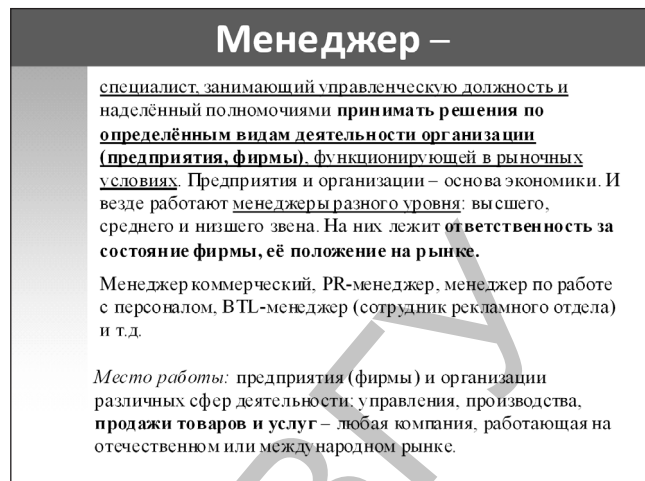 Менеджер –
специалист, занимающий управленческую должность и
наделённый полномочиями принимать решения по
определённым видам деятельности организации
(предприятия, фирмы), функционирующей в рыночных
условиях. Предприятия и организации – основа экономики. И
везде работают менеджеры разного уровня: высшего,
среднего и низшего звена. На них лежит ответственность за
состояние фирмы, её положение на рынке.
Менеджер коммерческий, PR-менеджер, менеджер по работе
с персоналом, BTL-менеджер (сотрудник рекламного отдела)
и т.д.
Место работы: предприятия (фирмы) и организации
различных сфер деятельности: управления, производства,
продажи товаров и услуг – любая компания, работающая на
отечественном или международном рынке.
ВГУ